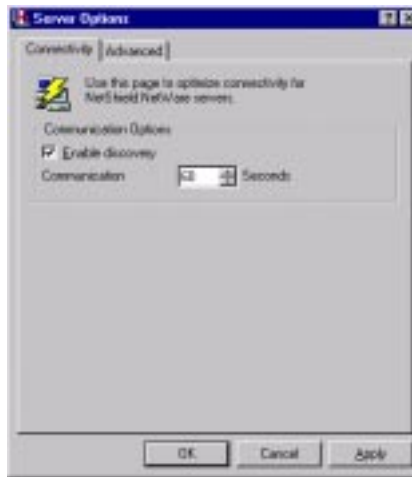 Server Options
Connectivity
Advanced
Use this page to optimize connectivity for
NetShield NetWare servers.
Communication Options
Enable discovery
Communication
Seconds
OK
Cancel
Apply